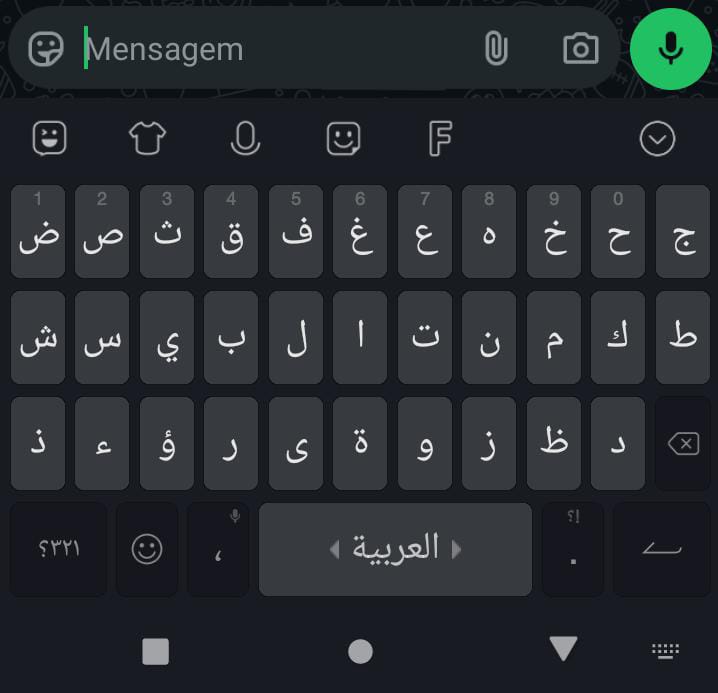 Mensagem
F
1 2 3 4 5 6 7 8 9 0
ض ص ث ق ف غ ع ه خ ح ج
ش س ي ب ل ا ت ن م ك ط
ذ ء ؤ ر ى ة و ز ظ د
؟٣٢١ ، العربية . !؟